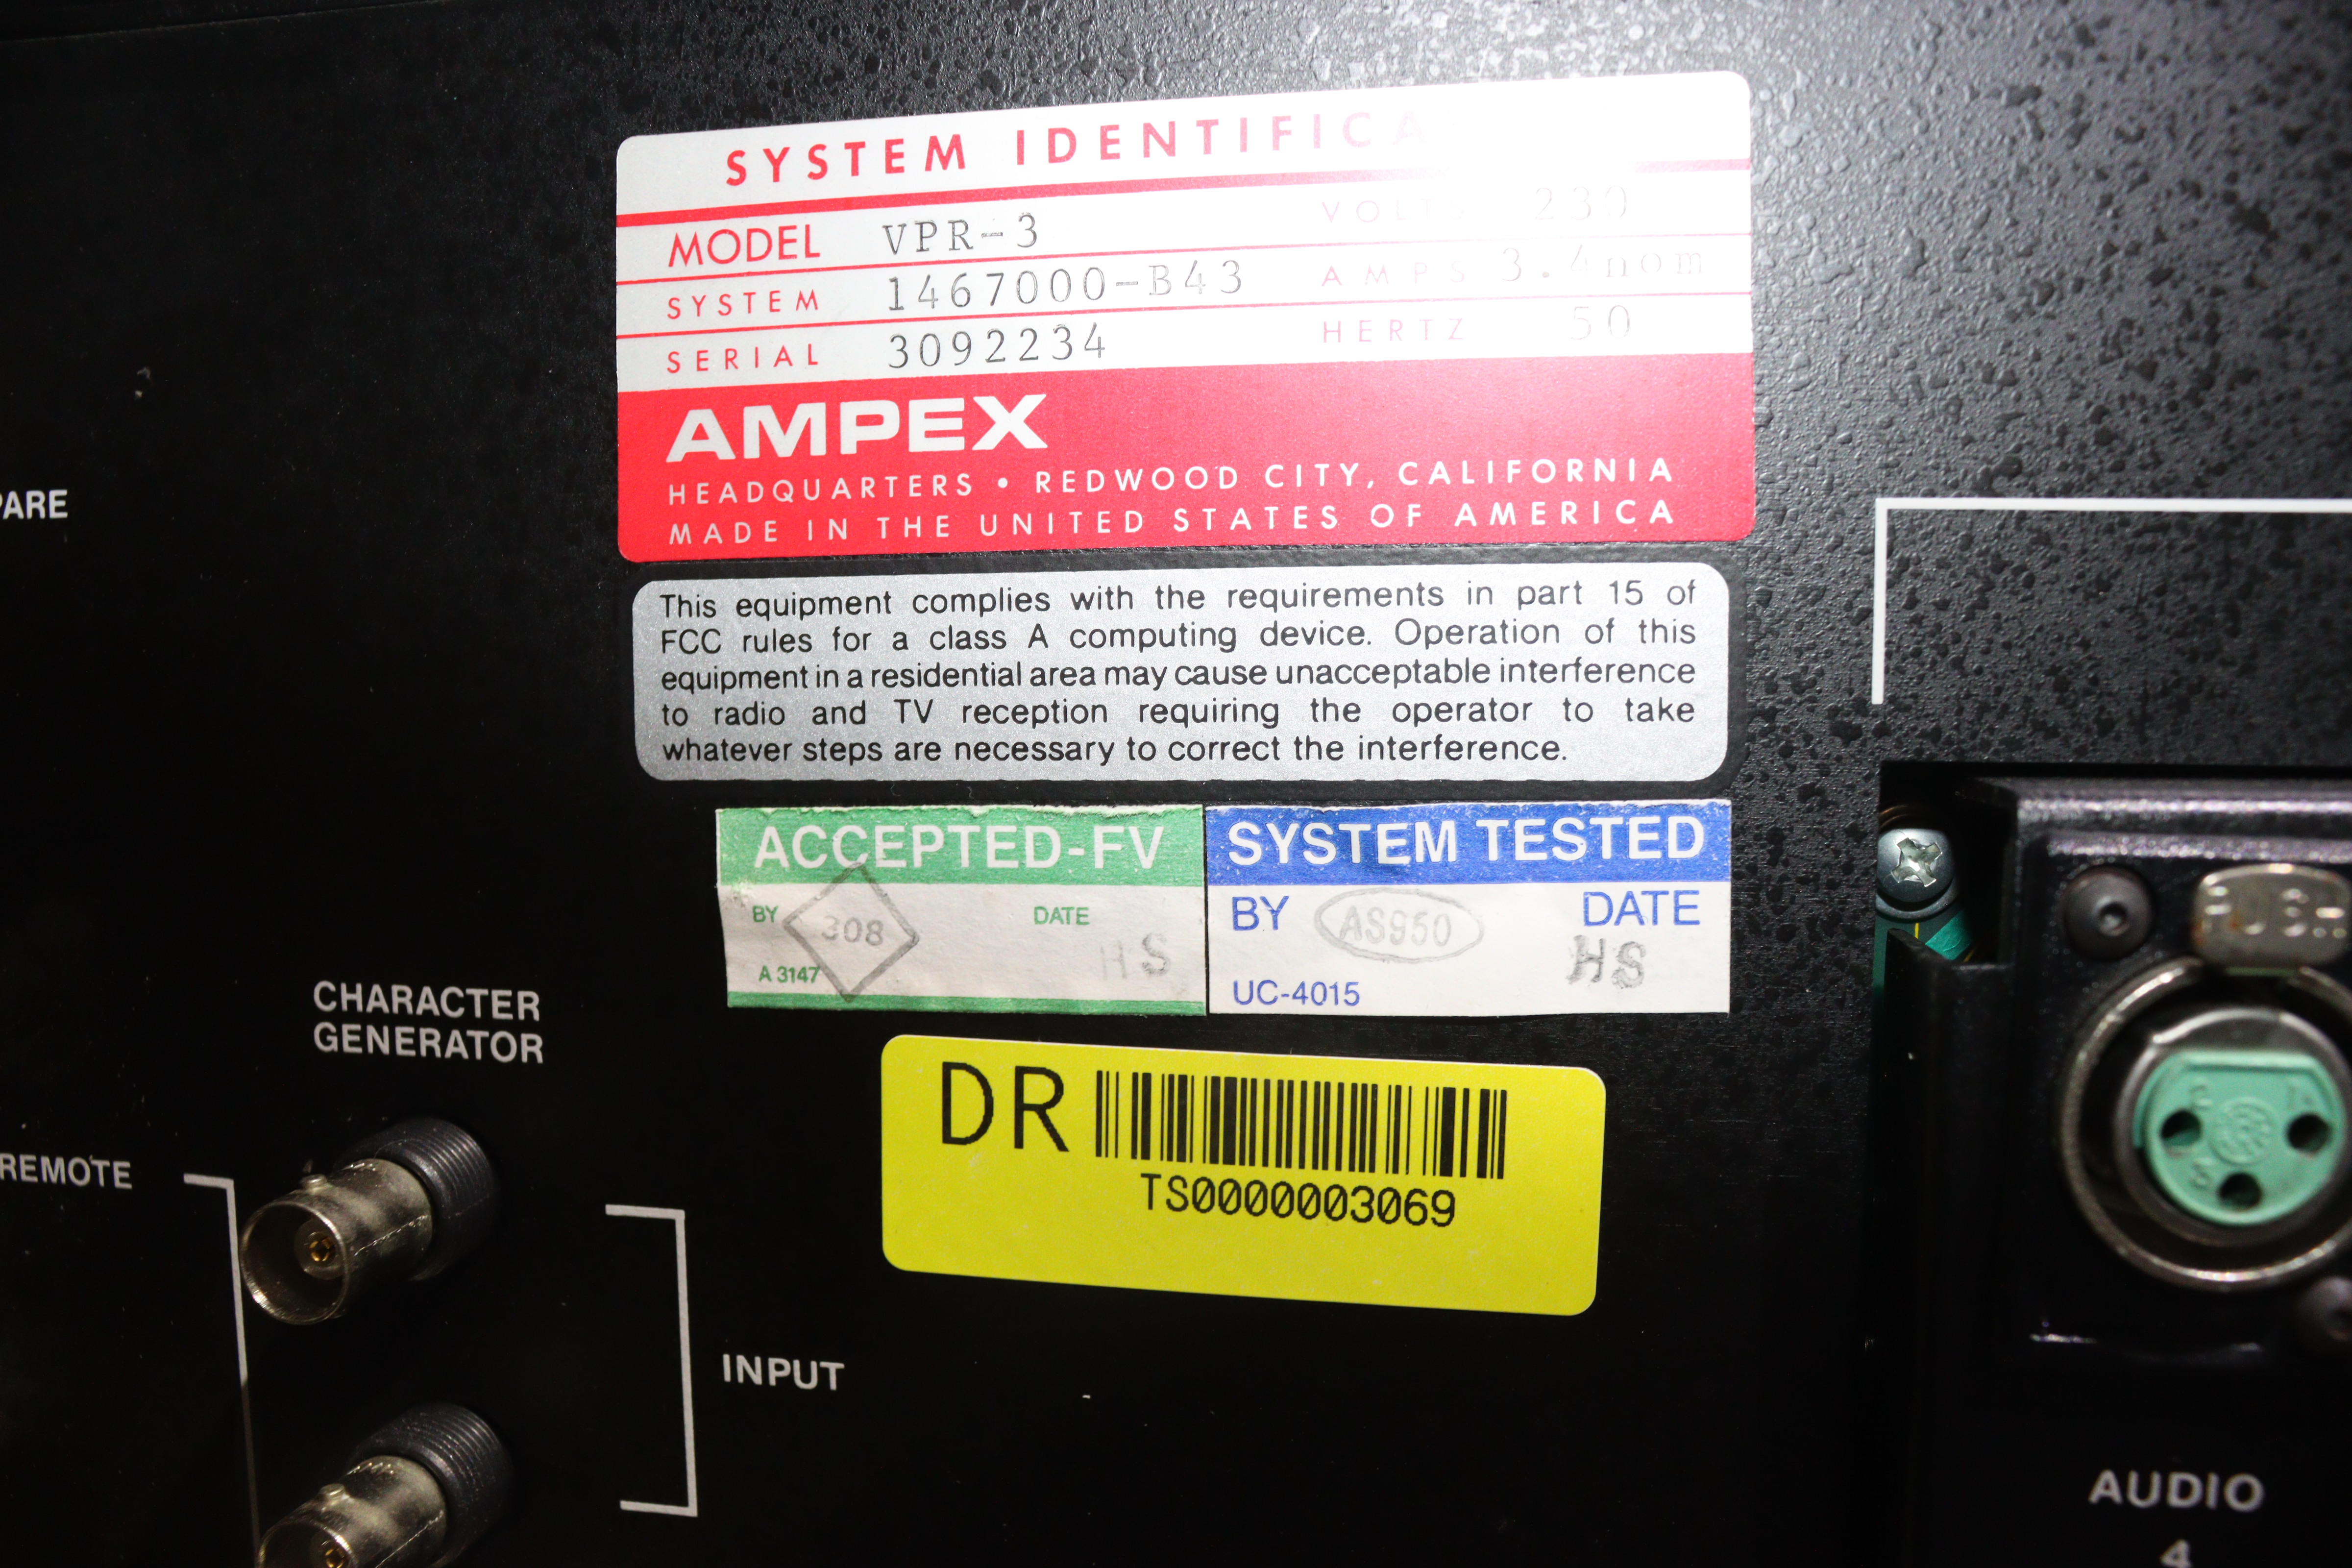 SYSTEM IDENTIFICA
MODEL VPR-3 VOLTS 230
SYSTEM 1467000-B43 AMPS 3.4nom
SERIAL 3092234 HERTZ 50
AMPEX
HEADQUARTERS • REDWOOD CITY, CALIFORNIA
MADE IN THE UNITED STATES OF AMERICA
This equipment complies with the requirements in part 15 of
FCC rules for a class A computing device. Operation of this
equipment in a residential area may cause unacceptable interference
to radio and TV reception requiring the operator to take
whatever steps are necessary to correct the interference.
PARE
ACCEPTED-FV
BY 308 DATE
HS
A 3147
SYSTEM TESTED
BY AS950 DATE
HS
UC-4015
CHARACTER
GENERATOR
DR
TS0000003069
REMOTE
INPUT
PUSH
AUDIO
4